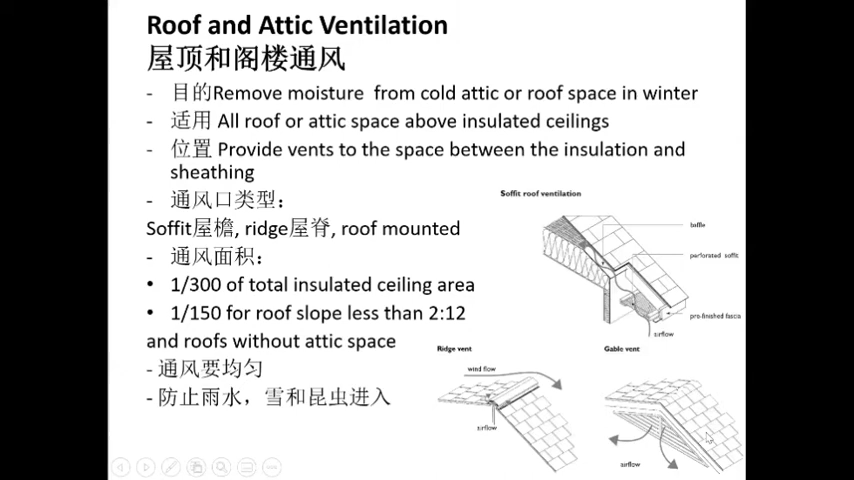 Roof and Attic Ventilation
屋顶和阁楼通风
- 目的Remove moisture from cold attic or roof space in winter
- 适用 All roof or attic space above insulated ceilings
- 位置 Provide vents to the space between the insulation and
sheathing
- 通风口类型：
Soffit屋檐, ridge屋脊, roof mounted
- 通风面积：
• 1/300 of total insulated ceiling area
• 1/150 for roof slope less than 2:12
and roofs without attic space
- 通风要均匀
- 防止雨水，雪和昆虫进入
Soffit roof ventilation
baffle
perforated soffit
pre-finished fascia
airflow
Ridge vent
wind flow
airflow
Gable vent
airflow